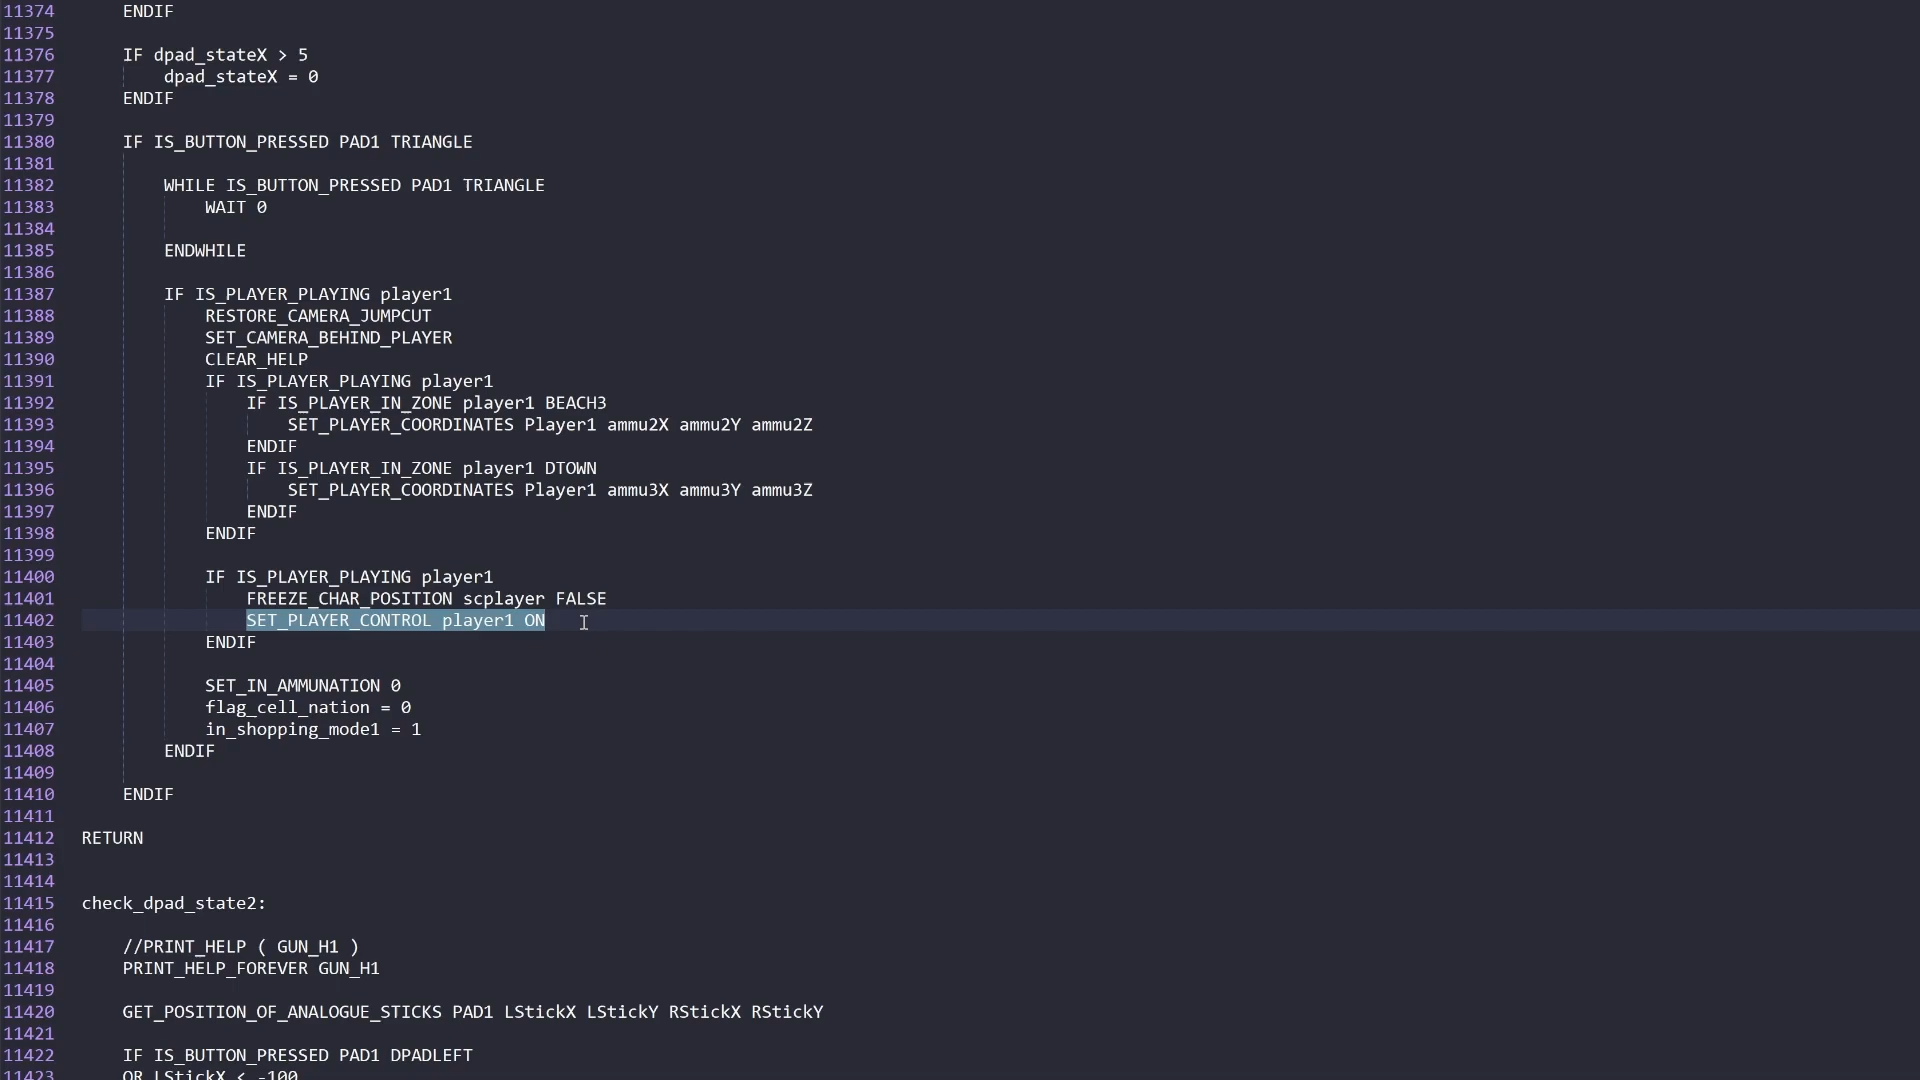 11374 ENDIF
11375
11376 IF dpad_stateX > 5
11377 dpad_stateX = 0
11378 ENDIF
11379
11380 IF IS_BUTTON_PRESSED PAD1 TRIANGLE
11381
11382 WHILE IS_BUTTON_PRESSED PAD1 TRIANGLE
11383 WAIT 0
11384
11385 ENDWHILE
11386
11387 IF IS_PLAYER_PLAYING player1
11388 RESTORE_CAMERA_JUMPCUT
11389 SET_CAMERA_BEHIND_PLAYER
11390 CLEAR_HELP
11391 IF IS_PLAYER_PLAYING player1
11392 IF IS_PLAYER_IN_ZONE player1 BEACH3
11393 SET_PLAYER_COORDINATES Player1 ammu2X ammu2Y ammu2Z
11394 ENDIF
11395 IF IS_PLAYER_IN_ZONE player1 DTOWN
11396 SET_PLAYER_COORDINATES Player1 ammu3X ammu3Y ammu3Z
11397 ENDIF
11398 ENDIF
11399
11400 IF IS_PLAYER_PLAYING player1
11401 FREEZE_CHAR_POSITION scplayer FALSE
11402 SET_PLAYER_CONTROL player1 ON
11403 ENDIF
11404
11405 SET_IN_AMMUNATION 0
11406 flag_cell_nation = 0
11407 in_shopping_mode1 = 1
11408 ENDIF
11409
11410 ENDIF
11411
11412 RETURN
11413
11414
11415 check_dpad_state2:
11416
11417 //PRINT_HELP ( GUN_H1 )
11418 PRINT_HELP_FOREVER GUN_H1
11419
11420 GET_POSITION_OF_ANALOGUE_STICKS PAD1 LStickX LStickY RStickX RStickY
11421
11422 IF IS_BUTTON_PRESSED PAD1 DPADLEFT
11423 OR LStickX < -100